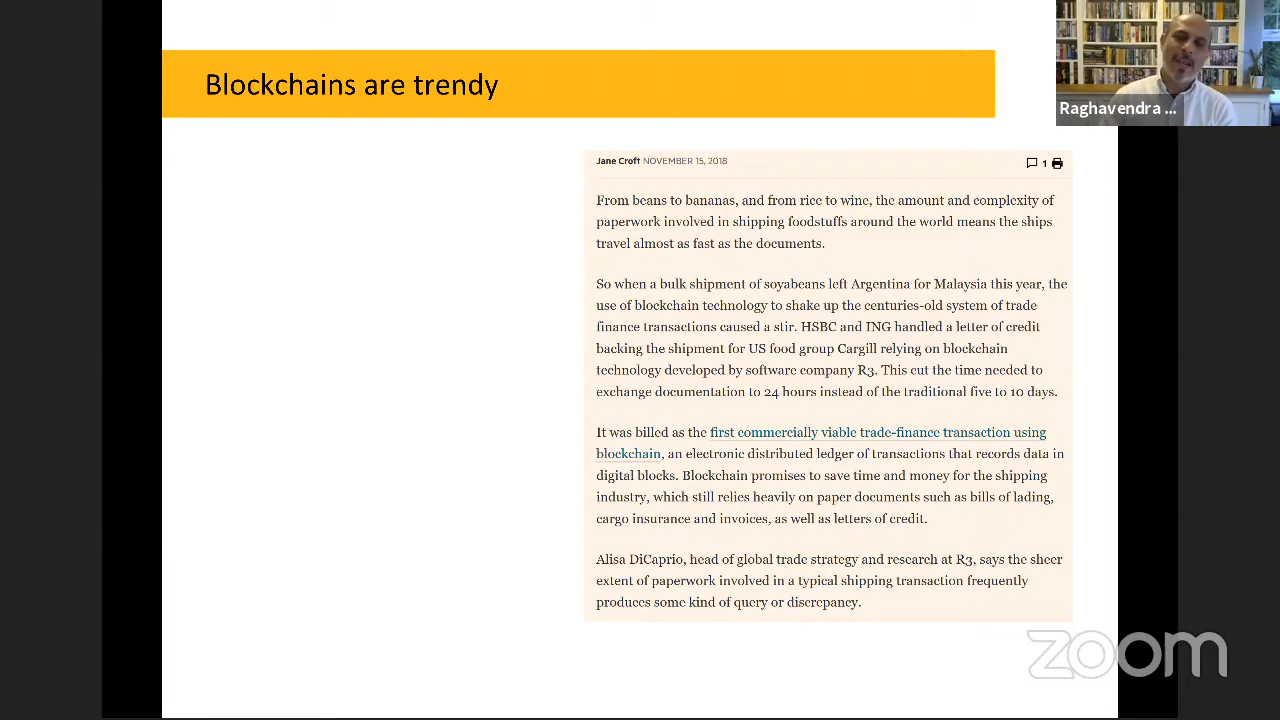 Blockchains are trendy
Raghavendra ...
Jane Croft NOVEMBER 15, 2018
1
From beans to bananas, and from rice to wine, the amount and complexity of
paperwork involved in shipping foodstuffs around the world means the ships
travel almost as fast as the documents.
So when a bulk shipment of soyabeans left Argentina for Malaysia this year, the
use of blockchain technology to shake up the centuries-old system of trade
finance transactions caused a stir. HSBC and ING handled a letter of credit
backing the shipment for US food group Cargill relying on blockchain
technology developed by software company R3. This cut the time needed to
exchange documentation to 24 hours instead of the traditional five to 10 days.
It was billed as the first commercially viable trade-finance transaction using
blockchain, an electronic distributed ledger of transactions that records data in
digital blocks. Blockchain promises to save time and money for the shipping
industry, which still relies heavily on paper documents such as bills of lading,
cargo insurance and invoices, as well as letters of credit.
Alisa DiCaprio, head of global trade strategy and research at R3, says the sheer
extent of paperwork involved in a typical shipping transaction frequently
produces some kind of query or discrepancy.
zoom